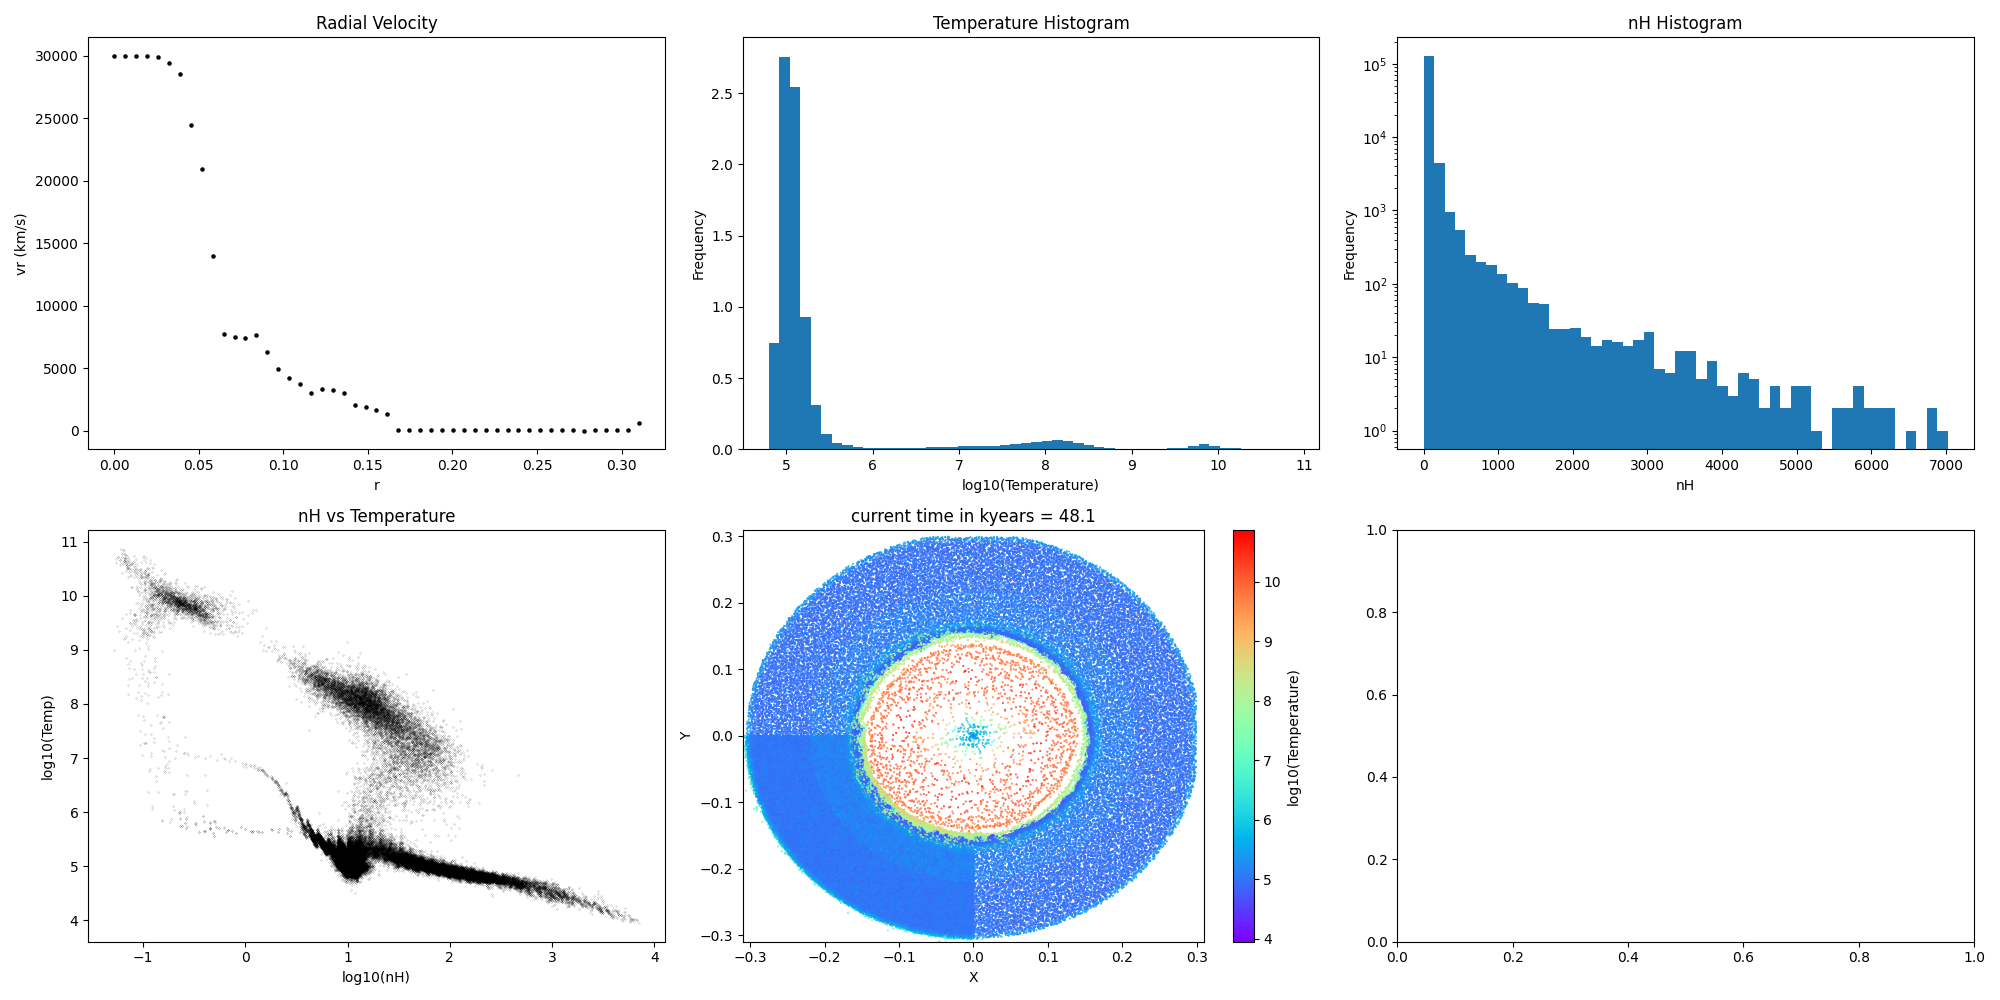 Radial Velocity
30000
25000
20000
15000
10000
5000
0
vr (km/s)
0.00 0.05 0.10 0.15 0.20 0.25 0.30
r
Temperature Histogram
2.5
2.0
1.5
1.0
0.5
0.0
Frequency
5 6 7 8 9 10 11
log10(Temperature)
nH Histogram
10⁵
10⁴
10³
10²
10¹
10⁰
Frequency
0 1000 2000 3000 4000 5000 6000 7000
nH
nH vs Temperature
11
10
9
8
7
6
5
4
log10(Temp)
−1 0 1 2 3 4
log10(nH)
current time in kyears = 48.1
0.3
0.2
0.1
0.0
−0.1
−0.2
−0.3
Y
−0.3 −0.2 −0.1 0.0 0.1 0.2 0.3
X
10
9
8
7
6
5
4
log10(Temperature)
1.0
0.8
0.6
0.4
0.2
0.0
0.0 0.2 0.4 0.6 0.8 1.0